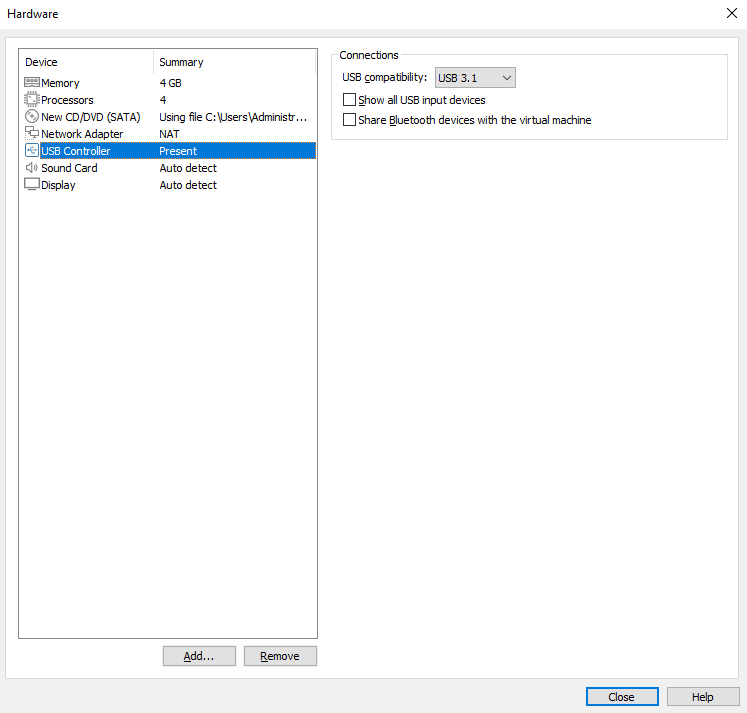 Hardware
Device Summary
Memory 4 GB
Processors 4
New CD/DVD (SATA) Using file C:\Users\Administr...
Network Adapter NAT
USB Controller Present
Sound Card Auto detect
Display Auto detect
Add... Remove
Connections
USB compatibility: USB 3.1
Show all USB input devices
Share Bluetooth devices with the virtual machine
Close Help